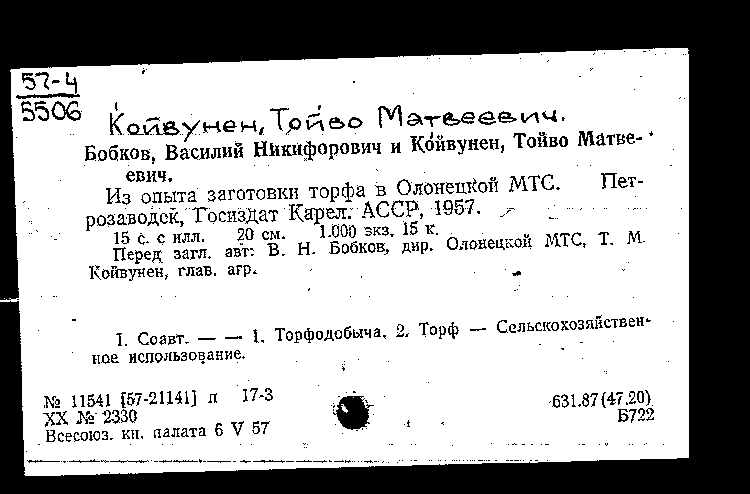 57-4
5506
Койвунен, Тойво Матвеевич.
Бобков, Василий Никифорович и Койвунен, Тойво Матве-
евич.
Из опыта заготовки торфа в Олонецкой МТС. Пет-
розаводск, Госиздат Карел. АССР, 1957.
15 с. с илл. 20 см. 1.000 экз. 15 к.
Перед загл. авт: В. Н. Бобков, дир. Олонецкой МТС, Т. М.
Койвунен, глав. агр.
I. Соавт. — — 1. Торфодобыча. 2. Торф — Сельскохозяйствен-
ное использование.
№ 11541 [57-21141] п 17-3
XX № 2330
Всесоюз. кн. палата 6 V 57
631.87(47.20)
Б722